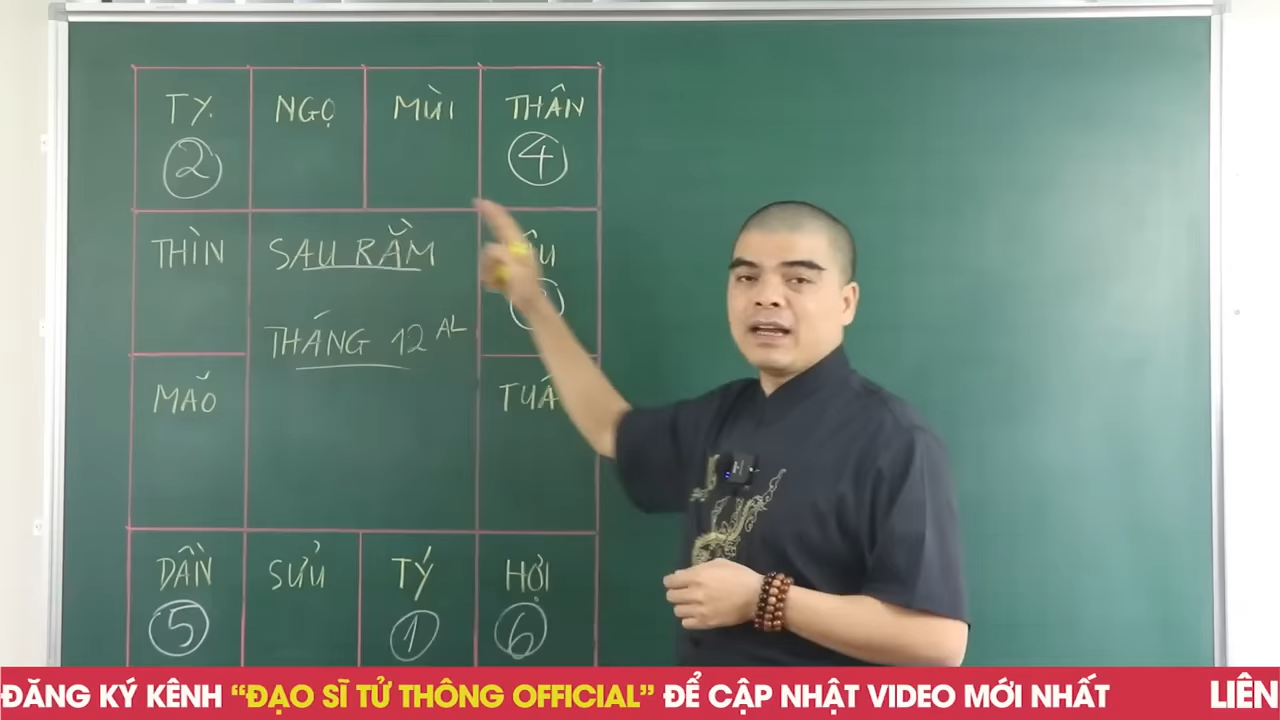 TỴ
NGỌ
MÙI
THÂN
2
4
THÌN
SAU RẰM
THÁNG 12 AL
MÃO
DẦN
SỬU
TÝ
HỢI
5
1
6
ĐĂNG KÝ KÊNH “ĐẠO SĨ TỬ THÔNG OFFICIAL” ĐỂ CẬP NHẬT VIDEO MỚI NHẤT
LIÊN